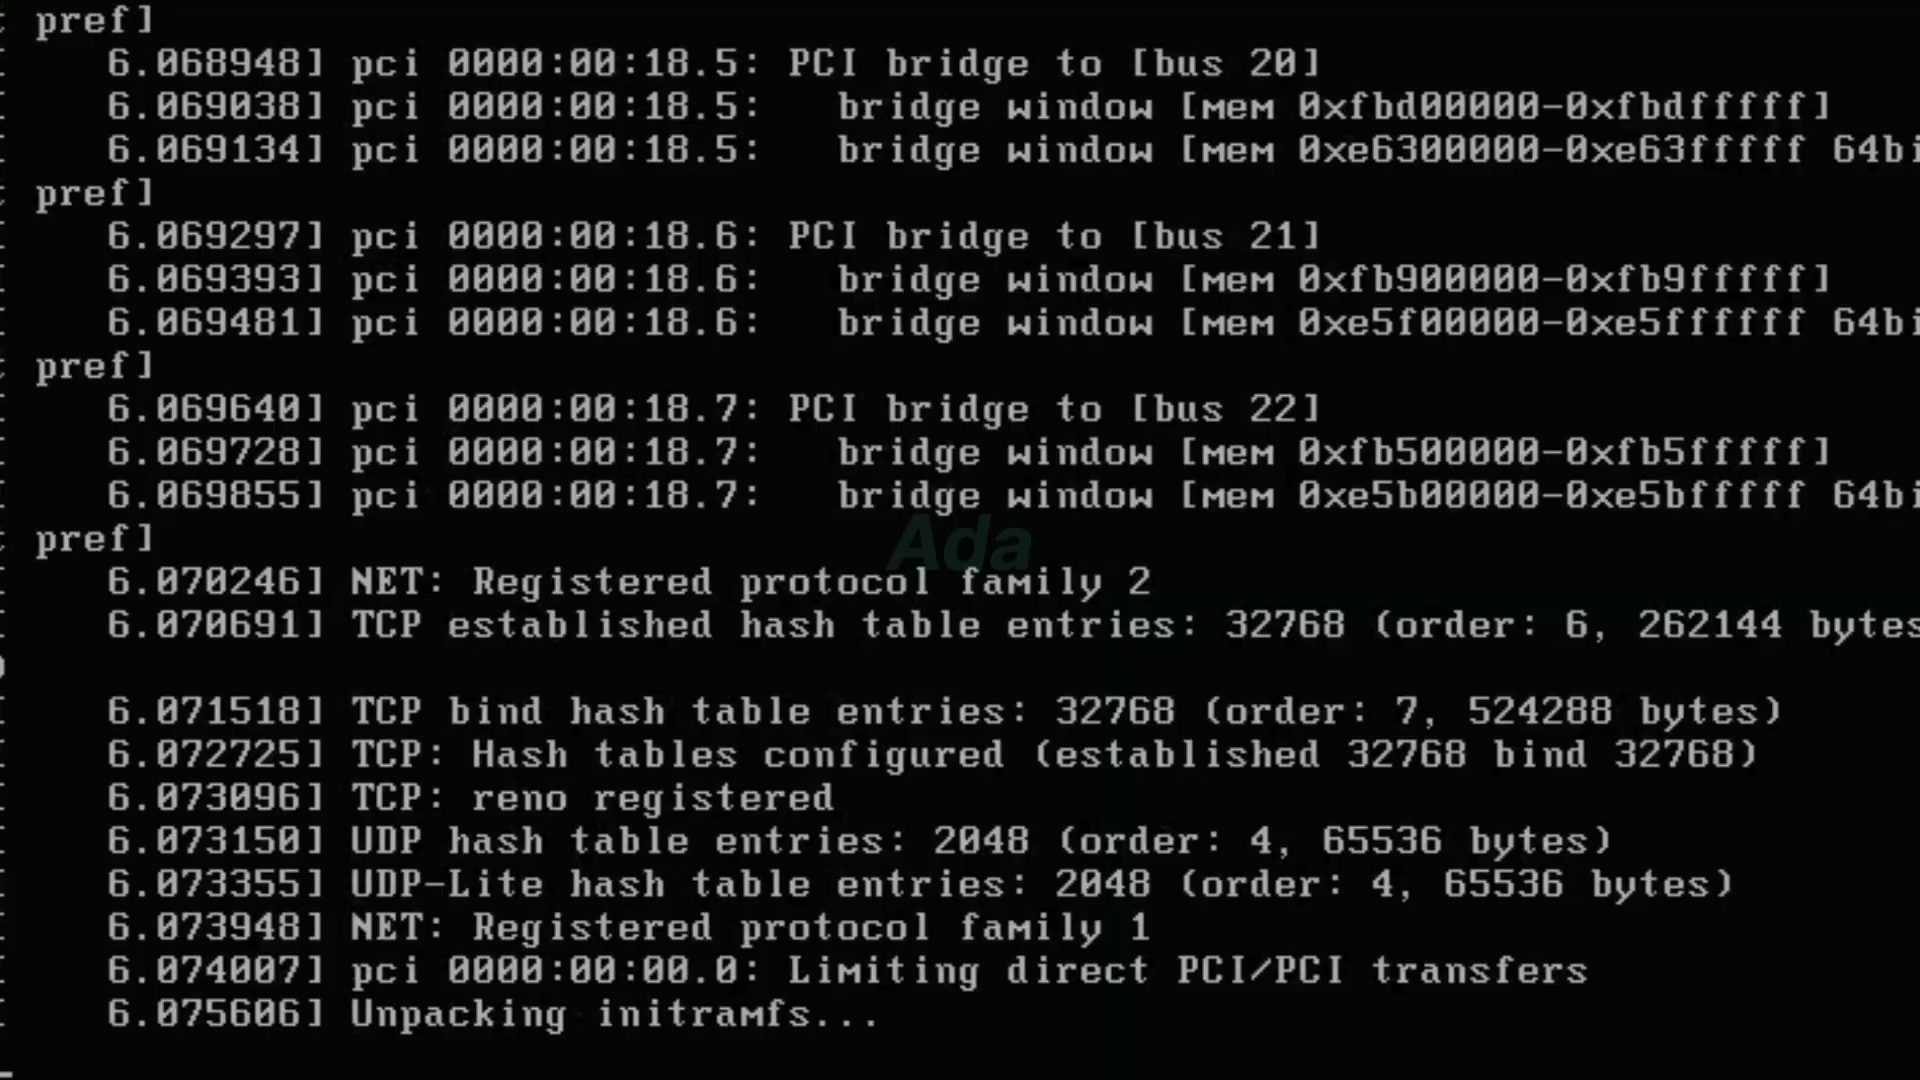 pref]
6.068948] pci 0000:00:18.5: PCI bridge to [bus 20]
6.069038] pci 0000:00:18.5:   bridge window [mem 0xfbd00000-0xfbdfffff]
6.069134] pci 0000:00:18.5:   bridge window [mem 0xe6300000-0xe63fffff 64bi
pref]
6.069297] pci 0000:00:18.6: PCI bridge to [bus 21]
6.069393] pci 0000:00:18.6:   bridge window [mem 0xfb900000-0xfb9fffff]
6.069481] pci 0000:00:18.6:   bridge window [mem 0xe5f00000-0xe5ffffff 64bi
pref]
6.069640] pci 0000:00:18.7: PCI bridge to [bus 22]
6.069728] pci 0000:00:18.7:   bridge window [mem 0xfb500000-0xfb5fffff]
6.069855] pci 0000:00:18.7:   bridge window [mem 0xe5b00000-0xe5bfffff 64bi
Ada
pref]
6.070246] NET: Registered protocol family 2
6.070691] TCP established hash table entries: 32768 (order: 6, 262144 bytes
)
6.071518] TCP bind hash table entries: 32768 (order: 7, 524288 bytes)
6.072725] TCP: Hash tables configured (established 32768 bind 32768)
6.073096] TCP: reno registered
6.073150] UDP hash table entries: 2048 (order: 4, 65536 bytes)
6.073355] UDP-Lite hash table entries: 2048 (order: 4, 65536 bytes)
6.073948] NET: Registered protocol family 1
6.074007] pci 0000:00:00.0: Limiting direct PCI/PCI transfers
6.075606] Unpacking initramfs...